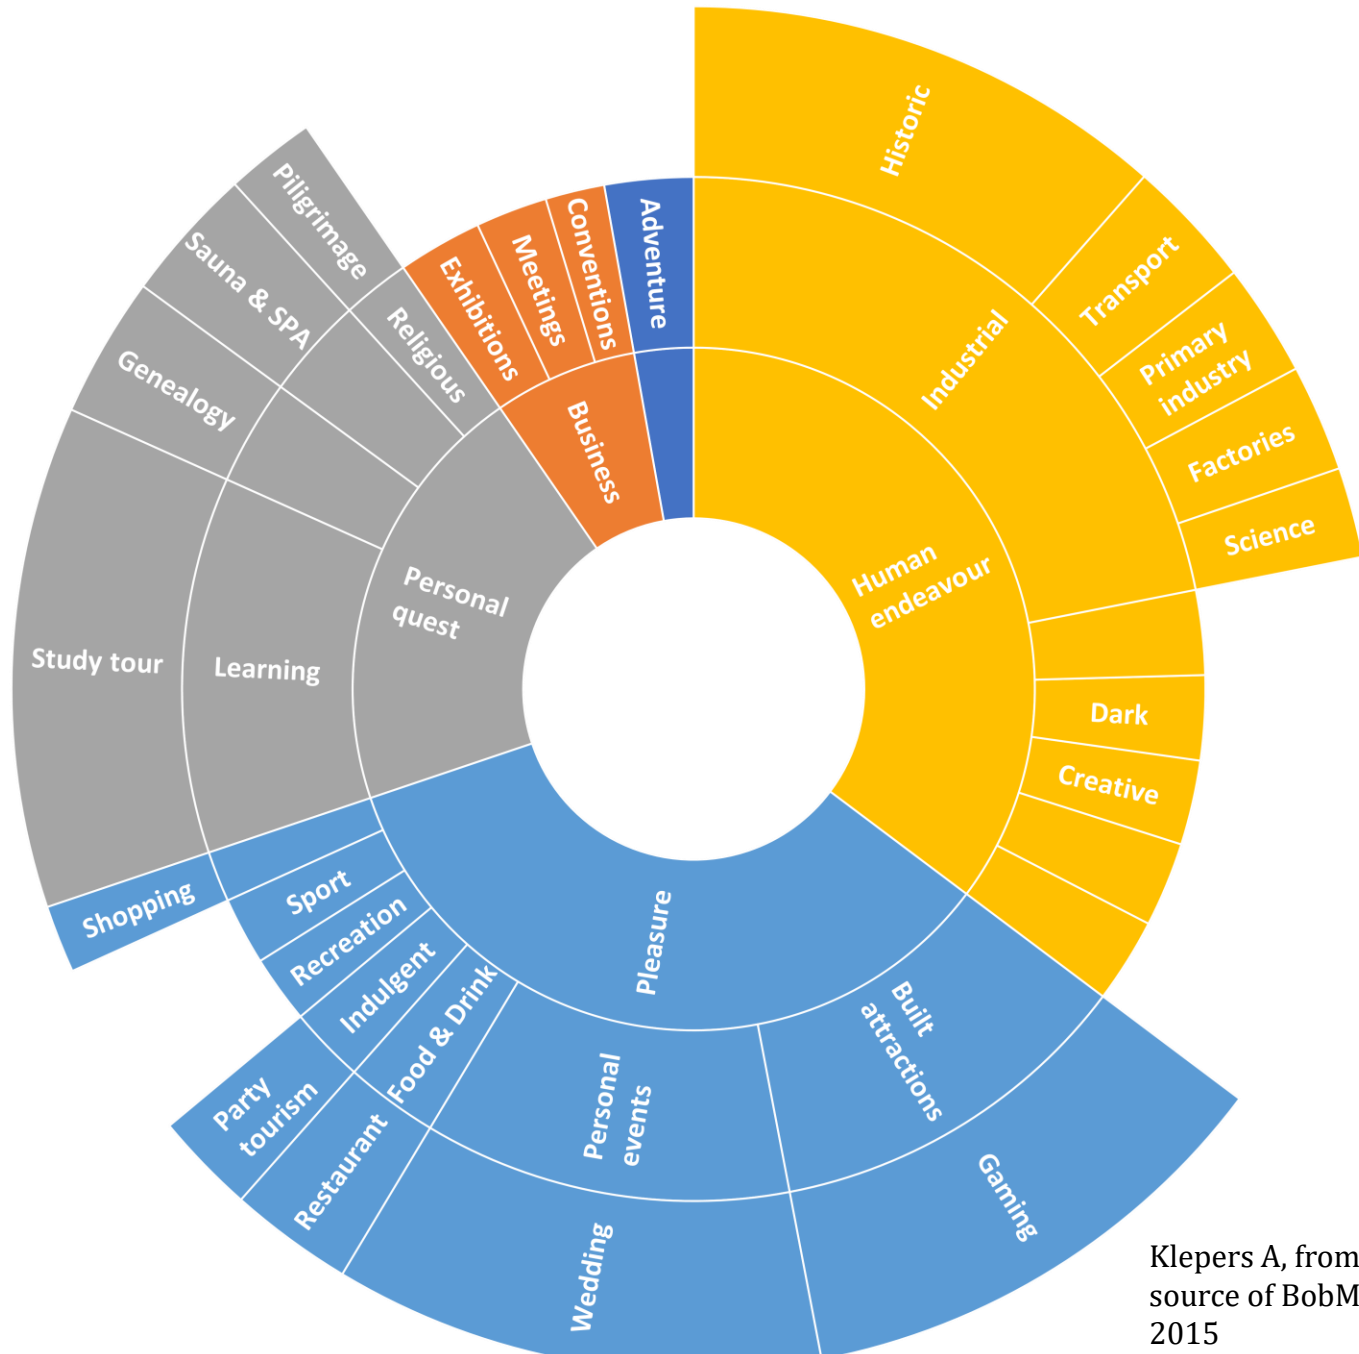 Historic
Industrial
Transport
Primary
industry
Factories
Science
Human
endeavour
Dark
Creative
Adventure
Conventions
Meetings
Exhibitions
Business
Piligrimage
Religious
Sauna & SPA
Genealogy
Personal
quest
Study tour
Learning
Shopping
Sport
Recreation
Indulgent
Food & Drink
Party
tourism
Restaurant
Pleasure
Personal
events
Wedding
Built
attractions
Gaming
Klepers A, from
source of BobM
2015